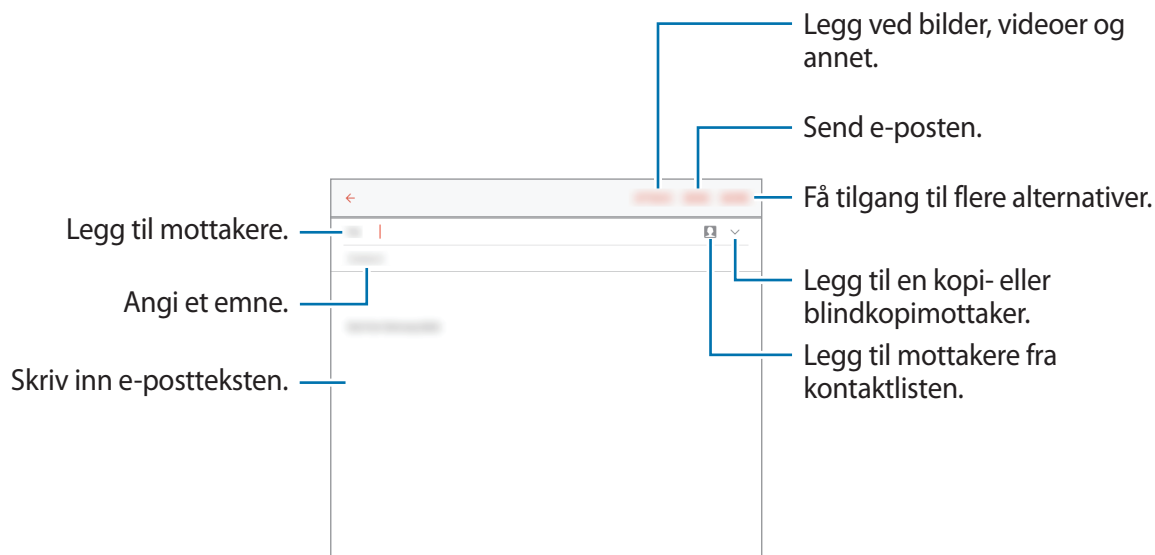 Legg ved bilder, videoer og
annet.
Send e-posten.
Få tilgang til flere alternativer.
Legg til mottakere.
Angi et emne.
Legg til en kopi- eller
blindkopimottaker.
Legg til mottakere fra
kontaktlisten.
Skriv inn e-postteksten.